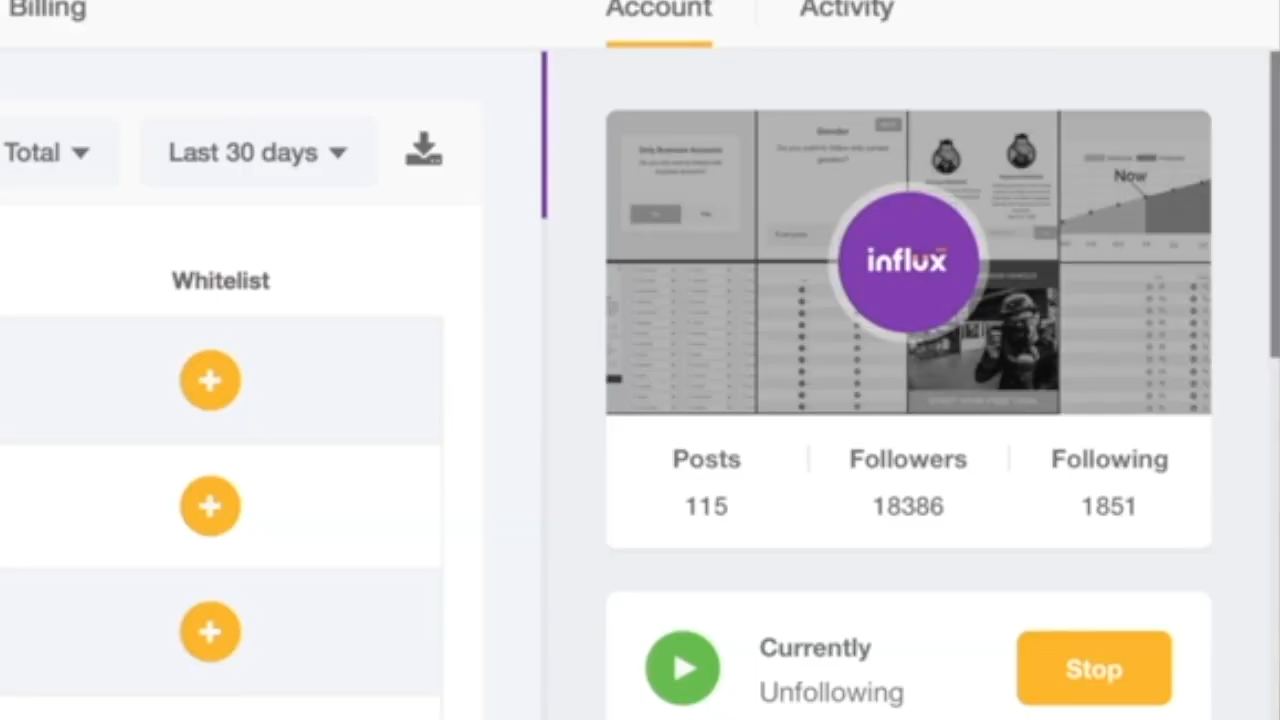 Billing
Account
Activity
Total
Last 30 days
Whitelist
Gender
Now
influx
Posts
Followers
Following
115
18386
1851
Currently
Unfollowing
Stop